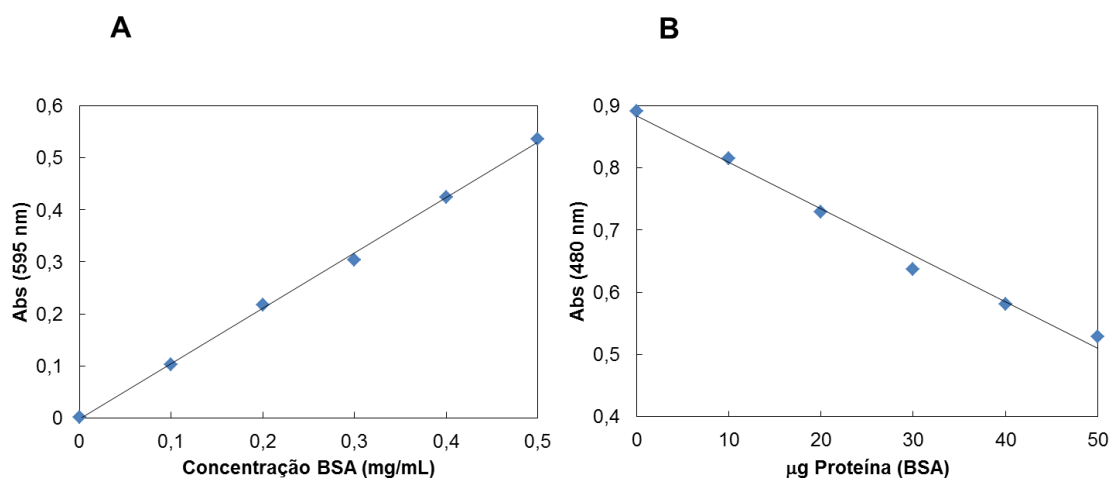 A
0,6
0,5
0,4
0,3
0,2
0,1
0
Abs (595 nm)
0 0,1 0,2 0,3 0,4 0,5
Concentração BSA (mg/mL)
B
0,9
0,8
0,7
0,6
0,5
0,4
Abs (480 nm)
0 10 20 30 40 50
μg Proteína (BSA)